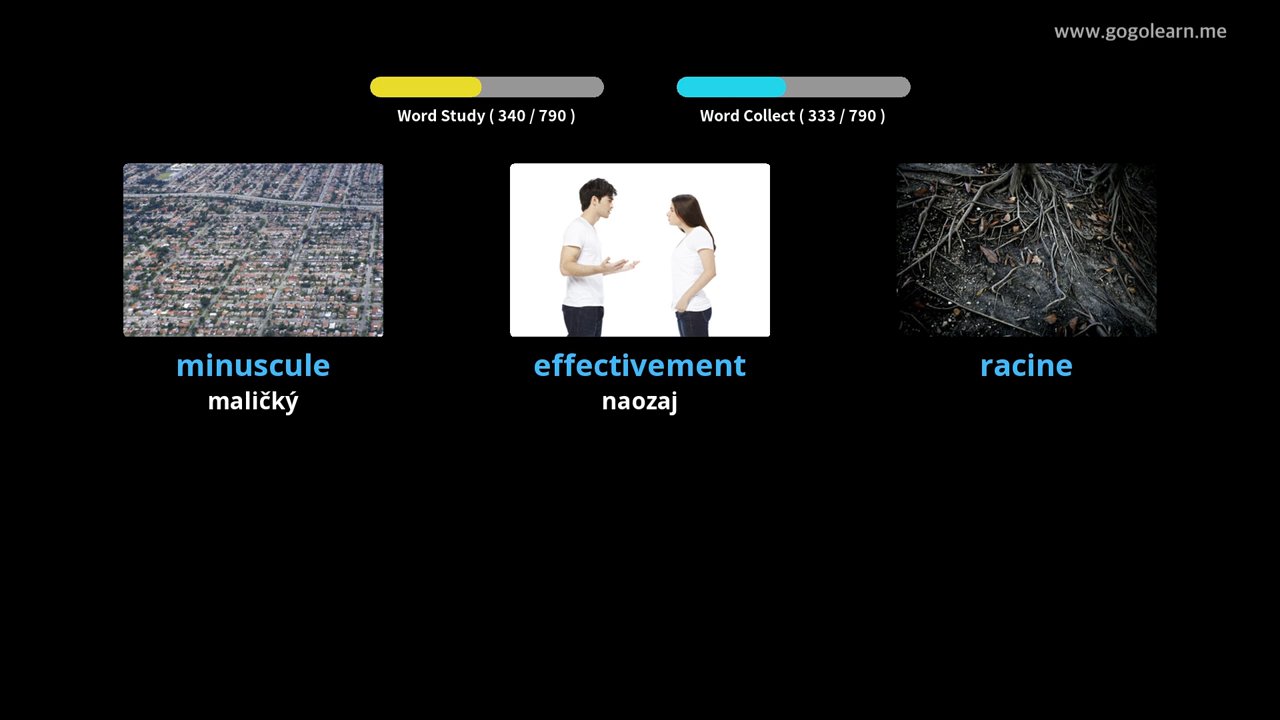 www.gogolearn.me
Word Study ( 340 / 790 )
Word Collect ( 333 / 790 )
minuscule
maličký
effectivement
naozaj
racine